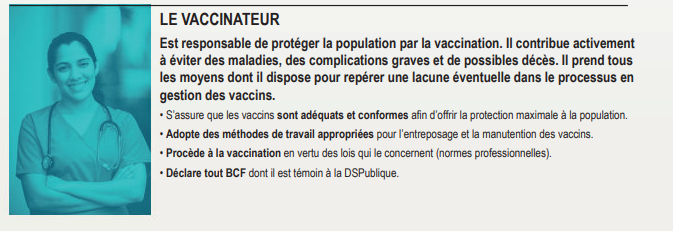 LE VACCINATEUR
Est responsable de protéger la population par la vaccination. Il contribue activement
à éviter des maladies, des complications graves et de possibles décès. Il prend tous
les moyens dont il dispose pour repérer une lacune éventuelle dans le processus en
gestion des vaccins.
• S’assure que les vaccins sont adéquats et conformes afin d’offrir la protection maximale à la population.
• Adopte des méthodes de travail appropriées pour l’entreposage et la manutention des vaccins.
• Procède à la vaccination en vertu des lois qui le concernent (normes professionnelles).
• Déclare tout BCF dont il est témoin à la DSPublique.